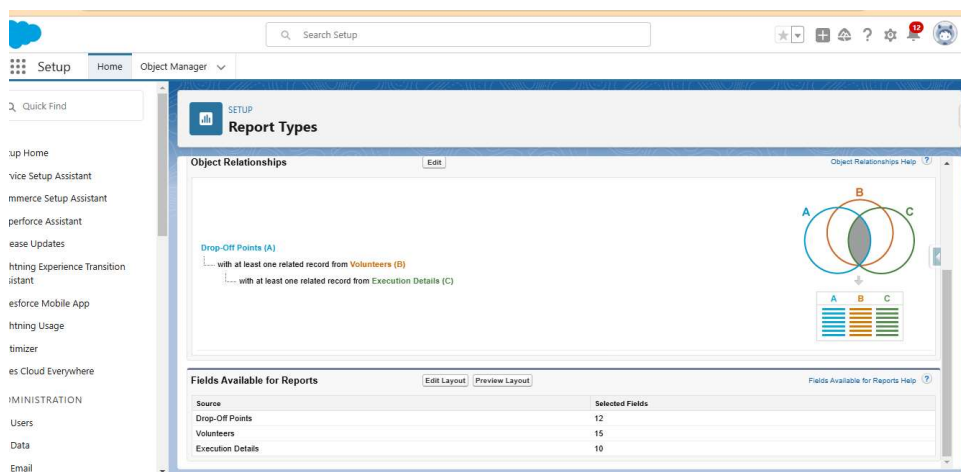 Search Setup
12
Setup
Home
Object Manager
Quick Find
up Home
vice Setup Assistant
mmerce Setup Assistant
perforce Assistant
ease Updates
htning Experience Transition
sistant
esforce Mobile App
htning Usage
timizer
es Cloud Everywhere
MINISTRATION
Users
Data
Email
SETUP
Report Types
Object Relationships
Edit
Object Relationships Help ?
Drop-Off Points (A)
with at least one related record from Volunteers (B)
with at least one related record from Execution Details (C)
B
A
C
A B C
Fields Available for Reports
Edit Layout
Preview Layout
Fields Available for Reports Help ?
Source Selected Fields
Drop-Off Points 12
Volunteers 15
Execution Details 10